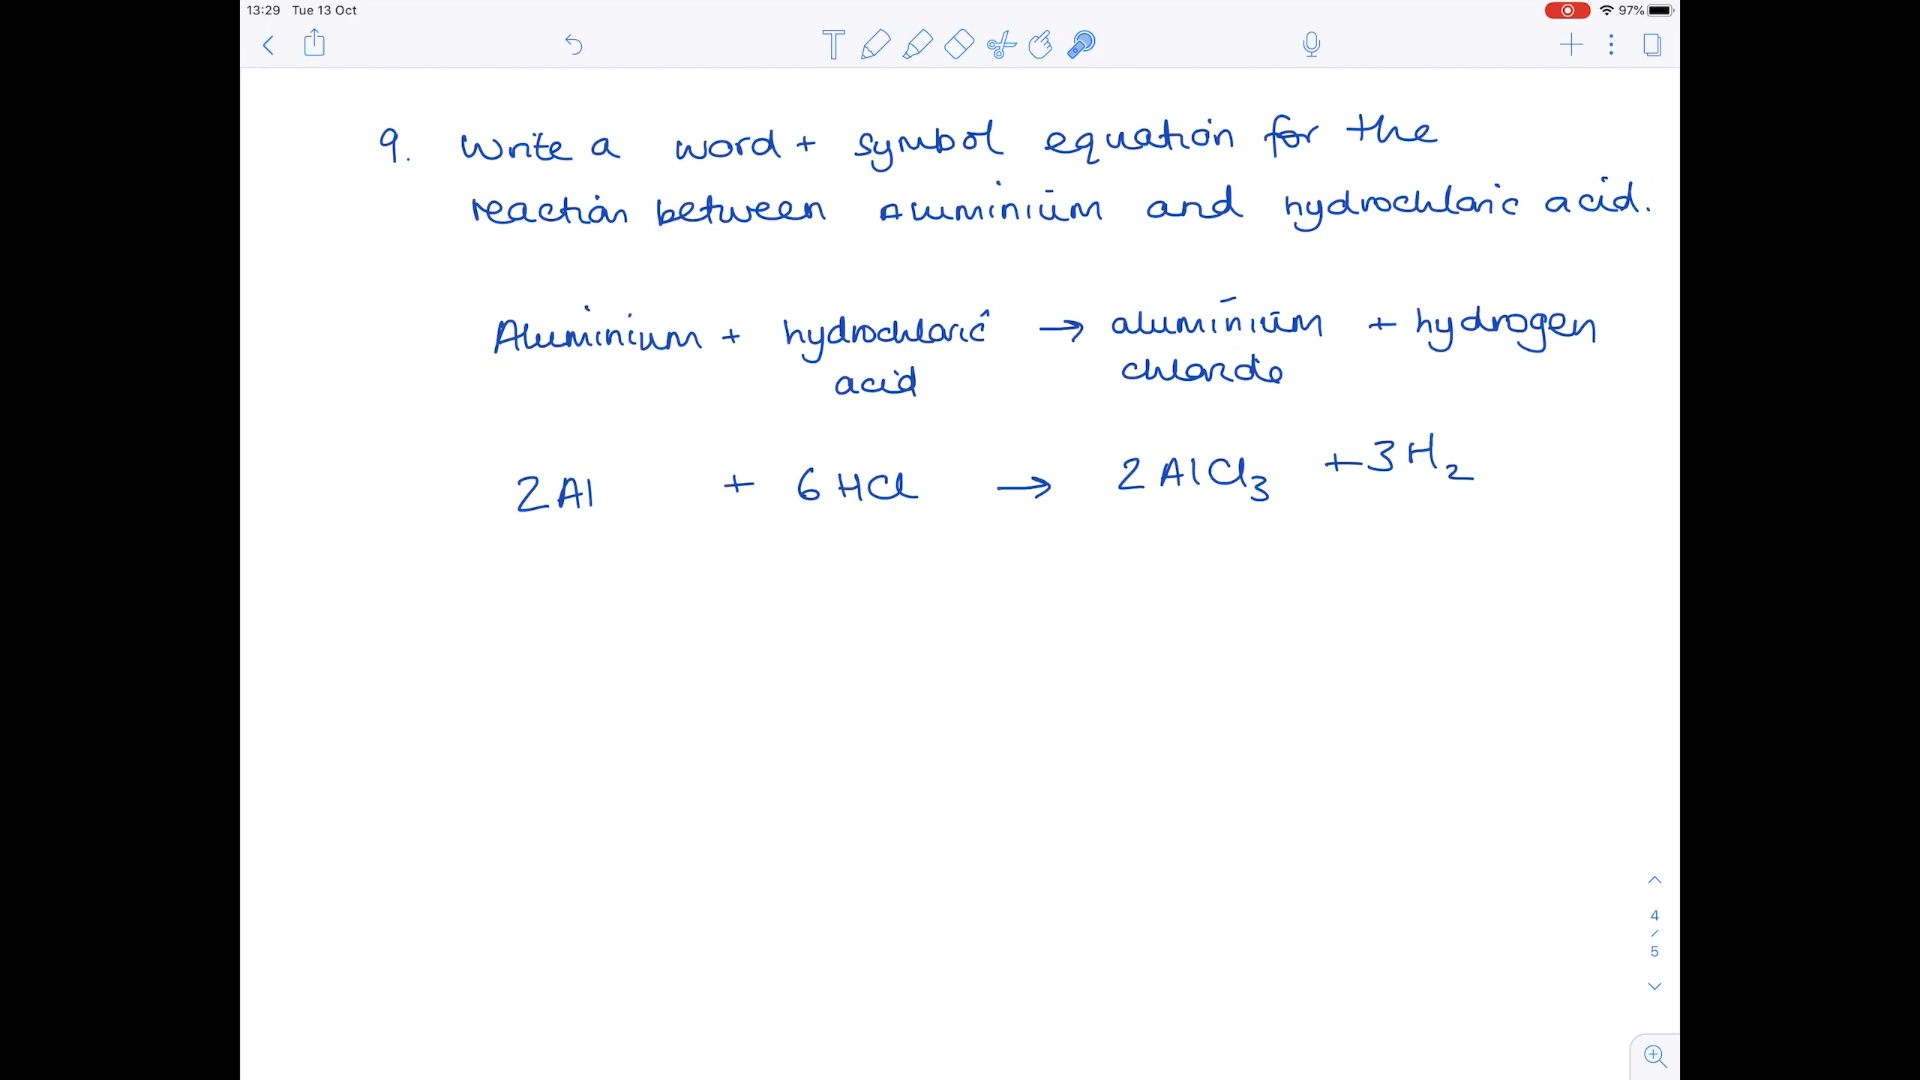 13:29 Tue 13 Oct 97%
9. Write a word + symbol equation for the
reaction between Aluminium and hydrochloric acid.
Aluminium + hydrochloric → aluminium + hydrogen
acid chloride
2Al + 6HCl → 2AlCl₃ + 3H₂
4
/
5